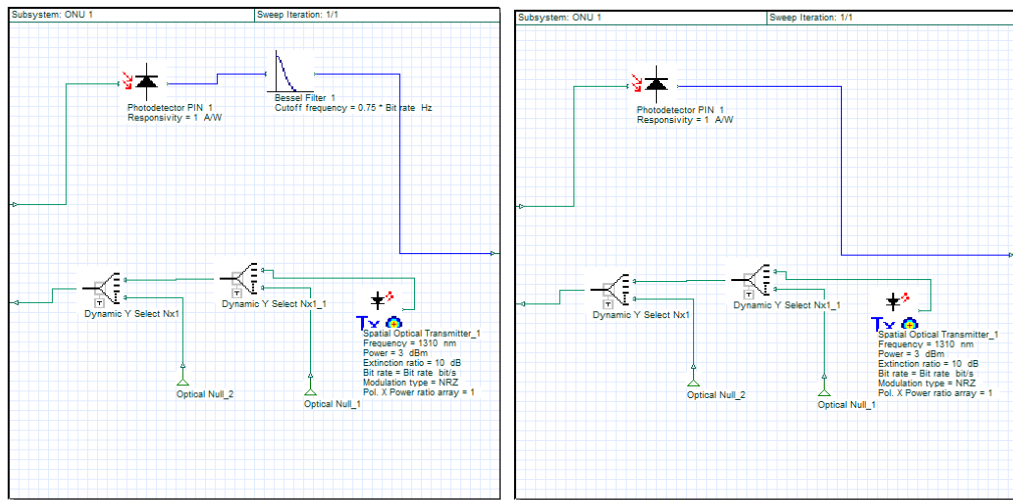 Subsystem: ONU 1
Sweep Iteration: 1/1
Photodetector PIN_1
Responsivity = 1 A/W
Bessel Filter_1
Cutoff frequency = 0.75 * Bit rate Hz
Dynamic Y Select Nx1
Dynamic Y Select Nx1_1
T
T
Tx
Spatial Optical Transmitter_1
Frequency = 1310 nm
Power = 3 dBm
Extinction ratio = 10 dB
Bit rate = Bit rate bit/s
Modulation type = NRZ
Pol. X Power ratio array = 1
Optical Null_2
Optical Null_1
Subsystem: ONU 1
Sweep Iteration: 1/1
Photodetector PIN_1
Responsivity = 1 A/W
Dynamic Y Select Nx1
Dynamic Y Select Nx1_1
T
T
Tx
Spatial Optical Transmitter_1
Frequency = 1310 nm
Power = 3 dBm
Extinction ratio = 10 dB
Bit rate = Bit rate bit/s
Modulation type = NRZ
Pol. X Power ratio array = 1
Optical Null_2
Optical Null_1